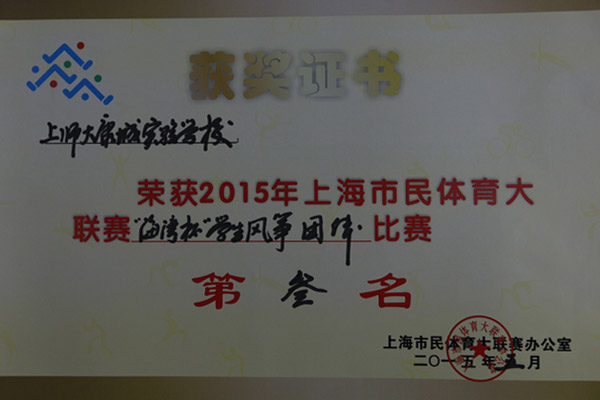 获奖证书
上师大康城实验学校
荣获2015年上海市民体育大
联赛"海湾杯"学生风筝团体比赛
第叁名
上海市民体育大联赛办公室
二〇一五年五月